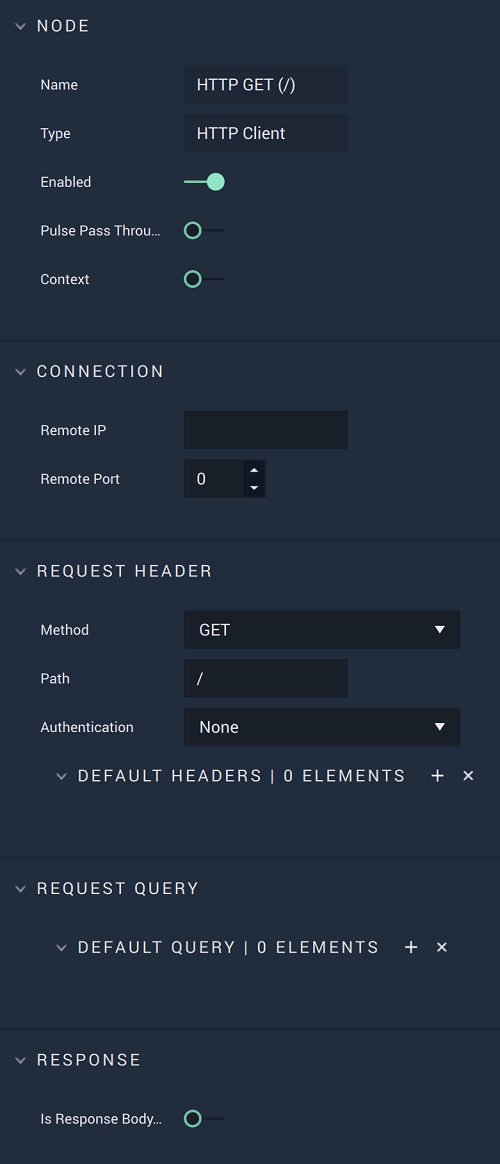 NODE
Name HTTP GET (/)
Type HTTP Client
Enabled
Pulse Pass Throu...
Context
CONNECTION
Remote IP
Remote Port 0
REQUEST HEADER
Method GET
Path /
Authentication None
DEFAULT HEADERS | 0 ELEMENTS + ×
REQUEST QUERY
DEFAULT QUERY | 0 ELEMENTS + ×
RESPONSE
Is Response Body...